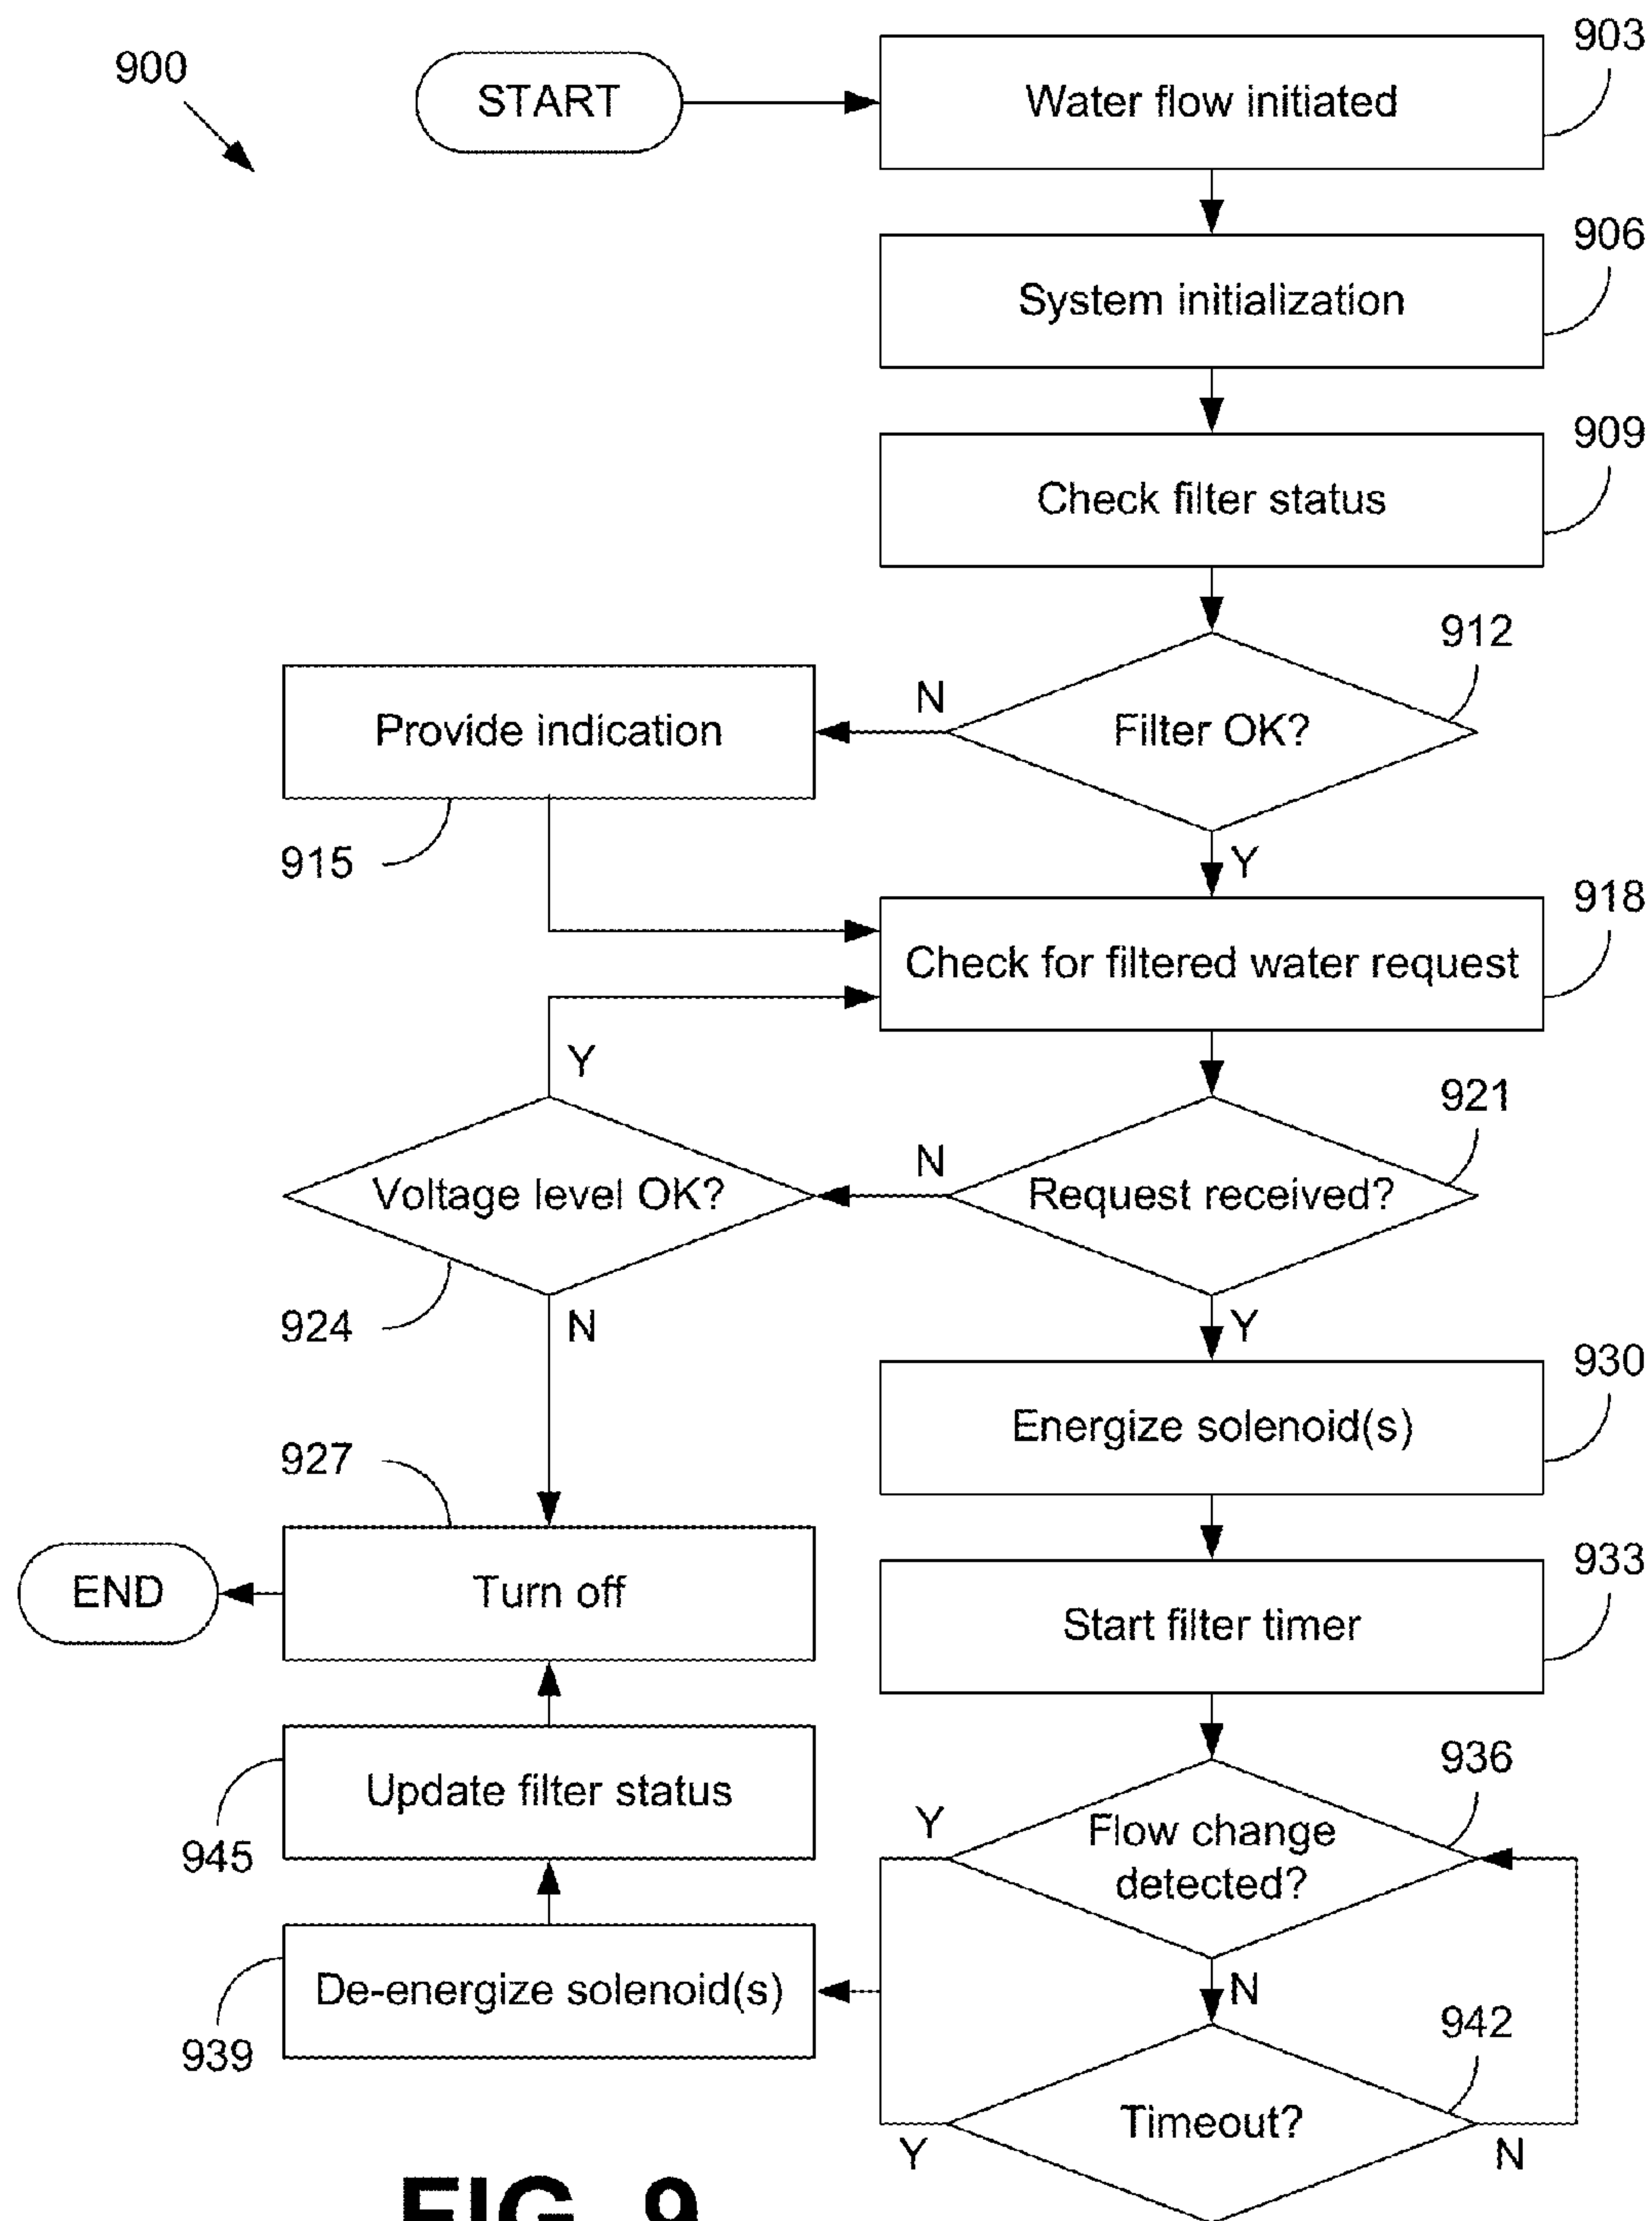 900
START
Water flow initiated
903
System initialization
906
Check filter status
909
Filter OK?
912
N
Y
Provide indication
915
Check for filtered water request
918
Request received?
921
N
Y
Voltage level OK?
924
Y
N
Energize solenoid(s)
930
Turn off
927
END
Start filter timer
933
Flow change
detected?
936
Y
N
Update filter status
945
De-energize solenoid(s)
939
Timeout?
942
Y
N
FIG. 9